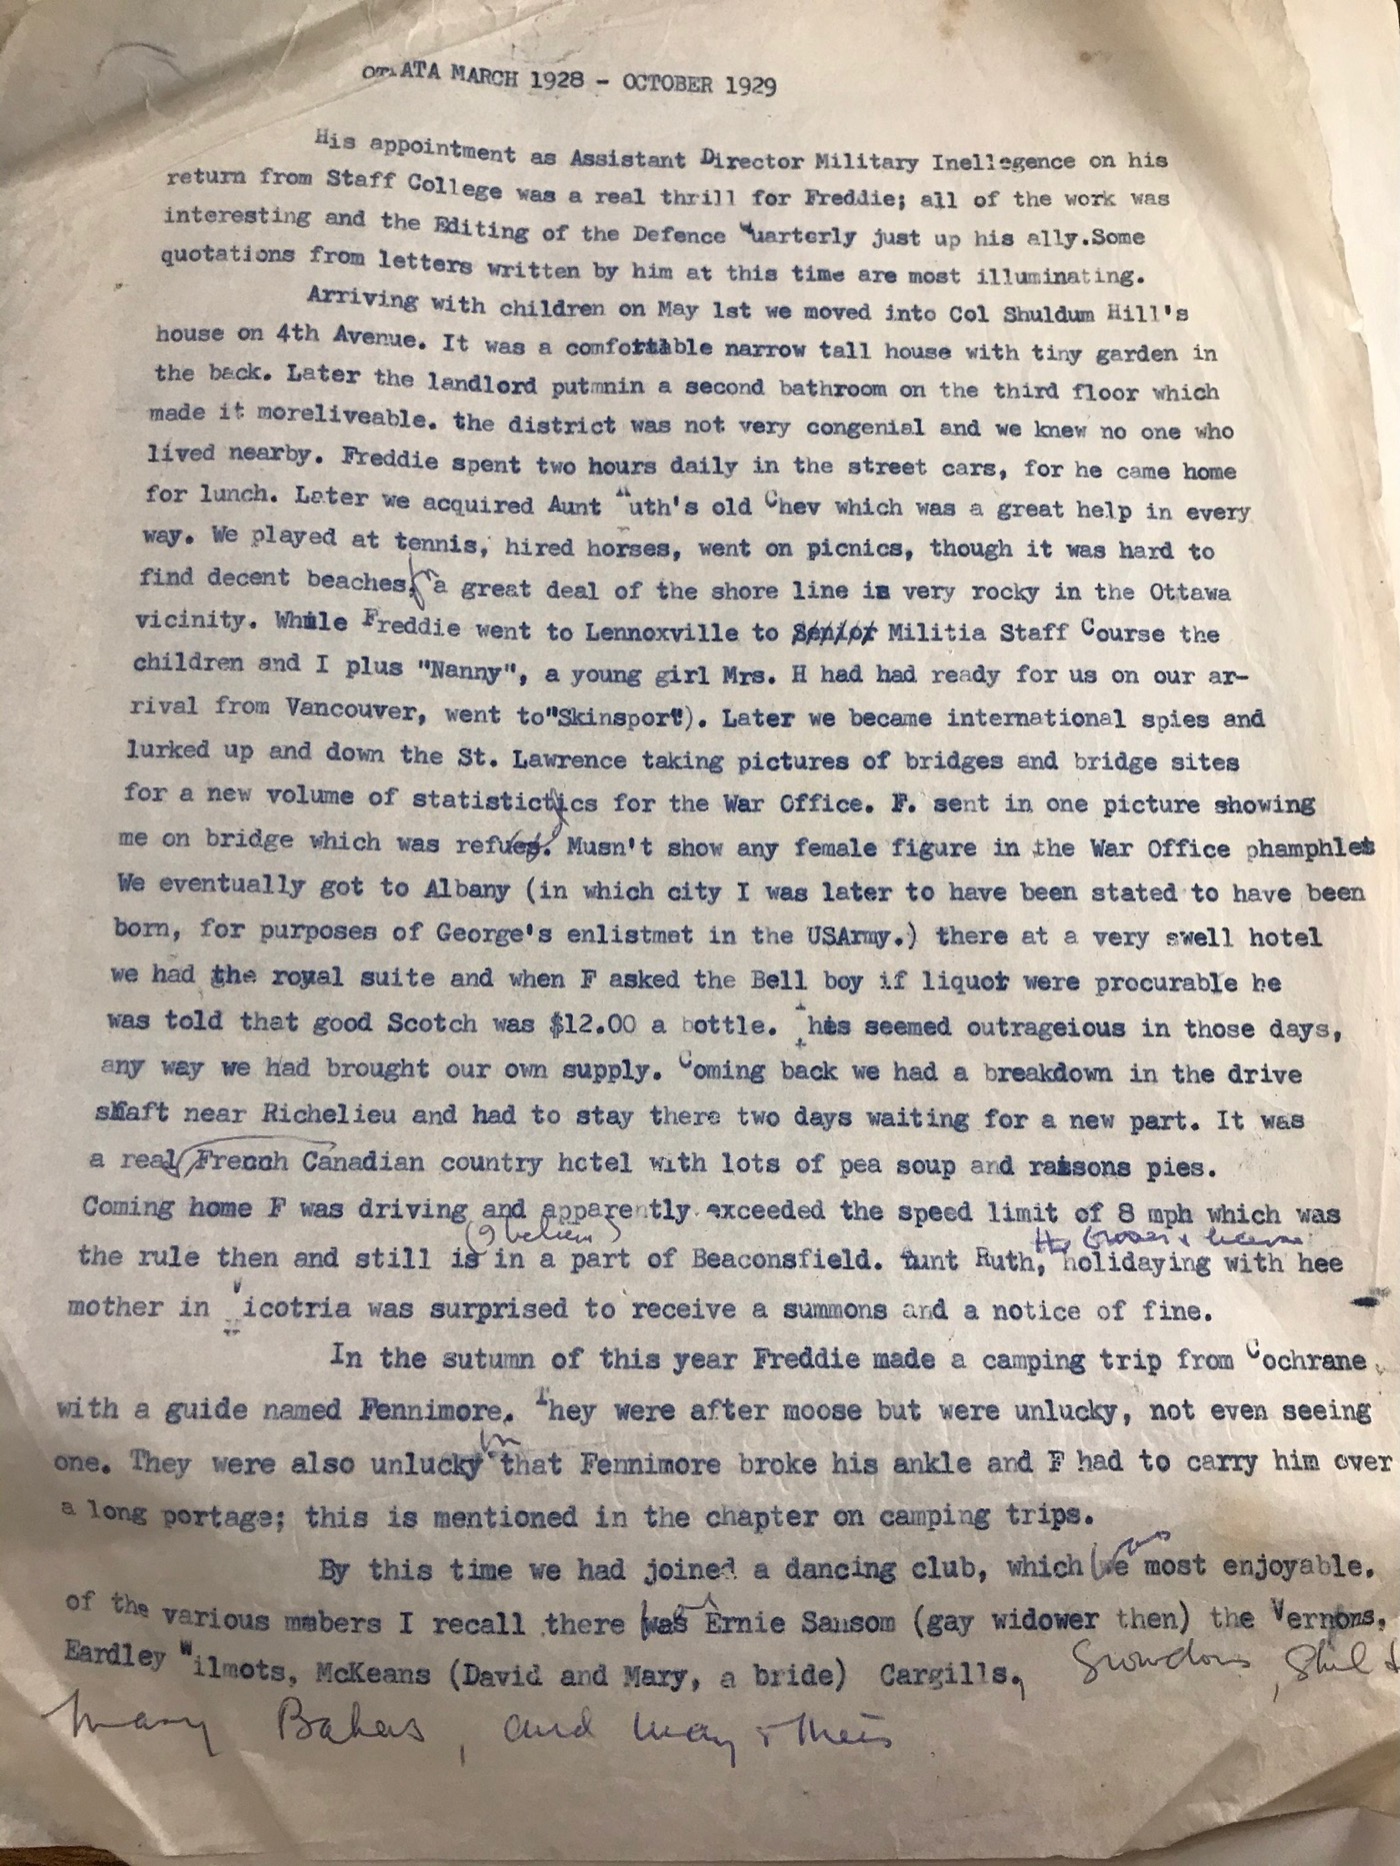 OTTATA MARCH 1928 - OCTOBER 1929
His appointment as Assistant Director Military Inellegence on his
return from Staff College was a real thrill for Freddie; all of the work was
interesting and the Editing of the Defence Quarterly just up his ally.Some
quotations from letters written by him at this time are most illuminating.
Arriving with children on May 1st we moved into Col Shuldum Hill's
house on 4th Avenue. It was a comfortable narrow tall house with tiny garden in
the back. Later the landlord putmnin a second bathroom on the third floor which
made it moreliveable. the district was not very congenial and we knew no one who
lived nearby. Freddie spent two hours daily in the street cars, for he came home
for lunch. Later we acquired Aunt Ruth's old Chev which was a great help in every
way. We played at tennis, hired horses, went on picnics, though it was hard to
find decent beaches, a great deal of the shore line is very rocky in the Ottawa
vicinity. While Freddie went to Lennoxville to Senior Militia Staff Course the
children and I plus "Nanny", a young girl Mrs. H had had ready for us on our ar-
rival from Vancouver, went to"Skinsport"). Later we became international spies and
lurked up and down the St. Lawrence taking pictures of bridges and bridge sites
for a new volume of statistictics for the War Office. F. sent in one picture showing
me on bridge which was refused. Musn't show any female figure in the War Office phamphlet
We eventually got to Albany (in which city I was later to have been stated to have been
born, for purposes of George's enlistmet in the USArmy.) there at a very swell hotel
we had the royal suite and when F asked the Bell boy if liquor were procurable he
was told that good Scotch was $12.00 a bottle. This seemed outrageious in those days,
any way we had brought our own supply. Coming back we had a breakdown in the drive
shaft near Richelieu and had to stay there two days waiting for a new part. It was
a real French Canadian country hotel with lots of pea soup and raisons pies.
Coming home F was driving and apparently exceeded the speed limit of 8 mph which was
(I believe) the owner & license
the rule then and still is in a part of Beaconsfield. Aunt Ruth, holidaying with hee
mother in Vicotria was surprised to receive a summons and a notice of fine.
In the sutumn of this year Freddie made a camping trip from Cochrane
with a guide named Fennimore. They were after moose but were unlucky, not even seeing
in
one. They were also unlucky that Fennimore broke his ankle and F had to carry him over
a long portage; this is mentioned in the chapter on camping trips.
was
By this time we had joined a dancing club, which we most enjoyable.
of the various mmbers I recall there was Ernie Sansom (gay widower then) the Vernons,
Eardley Wilmots, McKeans (David and Mary, a bride) Cargills, Snowdons, Phil &
Mary Bakers, and many others